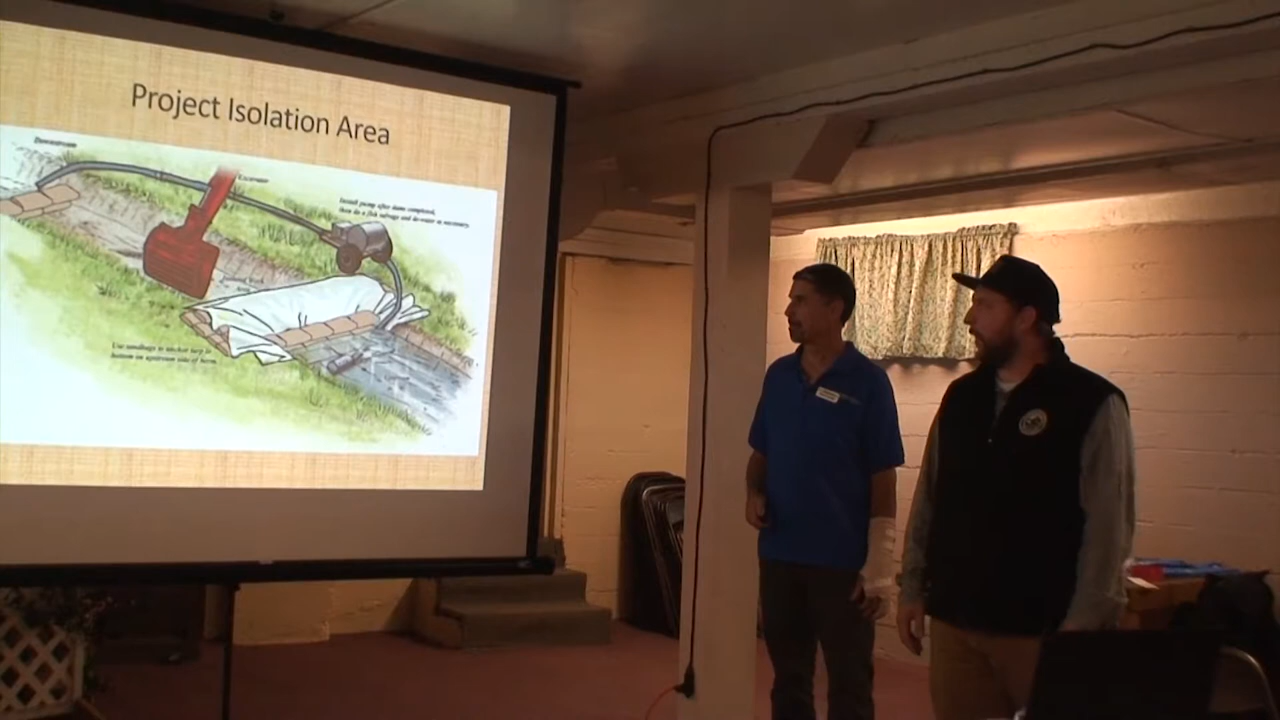 Project Isolation Area
Downstream
Excavator
Install pump after dams completed,
then do a fish salvage and de-water as necessary.
Use sandbags to anchor tarp to
bottom on upstream side of berm.